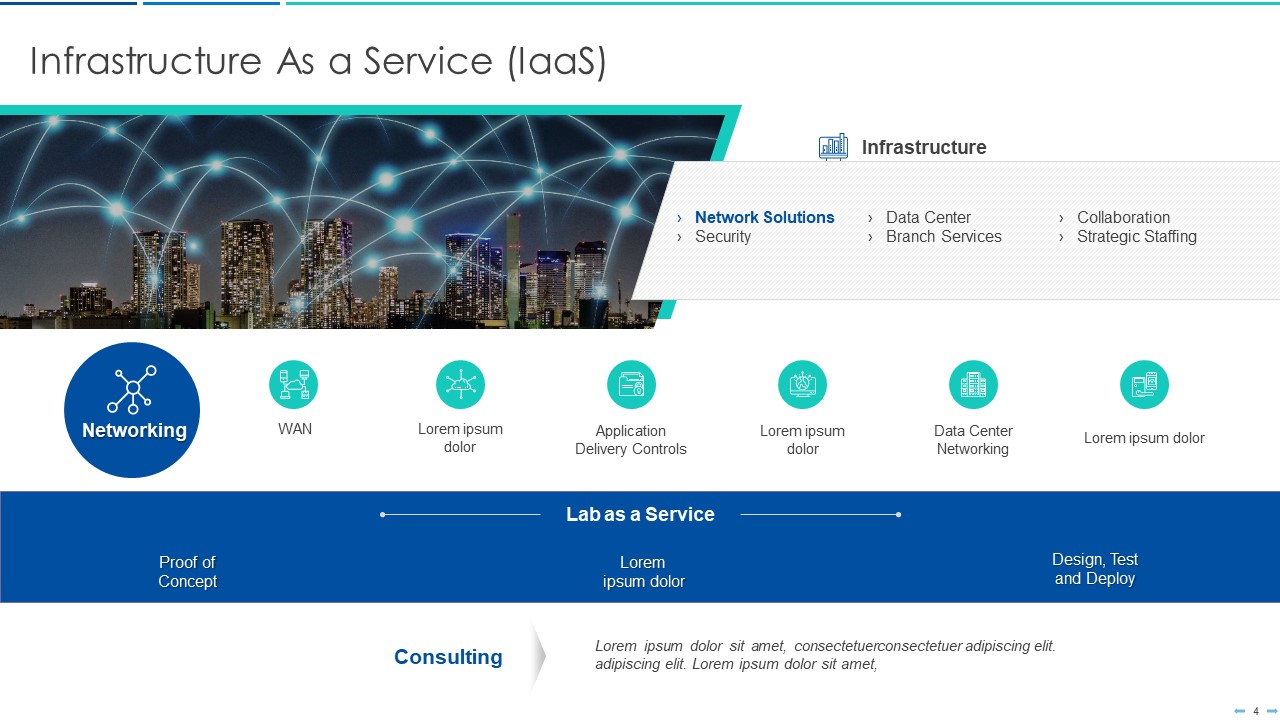 Infrastructure As a Service (IaaS)
Infrastructure
› Network Solutions
› Security
› Data Center
› Branch Services
› Collaboration
› Strategic Staffing
Networking
WAN
Lorem ipsum
dolor
Application
Delivery Controls
Lorem ipsum
dolor
Data Center
Networking
Lorem ipsum dolor
Lab as a Service
Proof of
Concept
Lorem
ipsum dolor
Design, Test
and Deploy
Consulting
Lorem ipsum dolor sit amet, consectetuerconsectetuer adipiscing elit.
adipiscing elit. Lorem ipsum dolor sit amet,
4